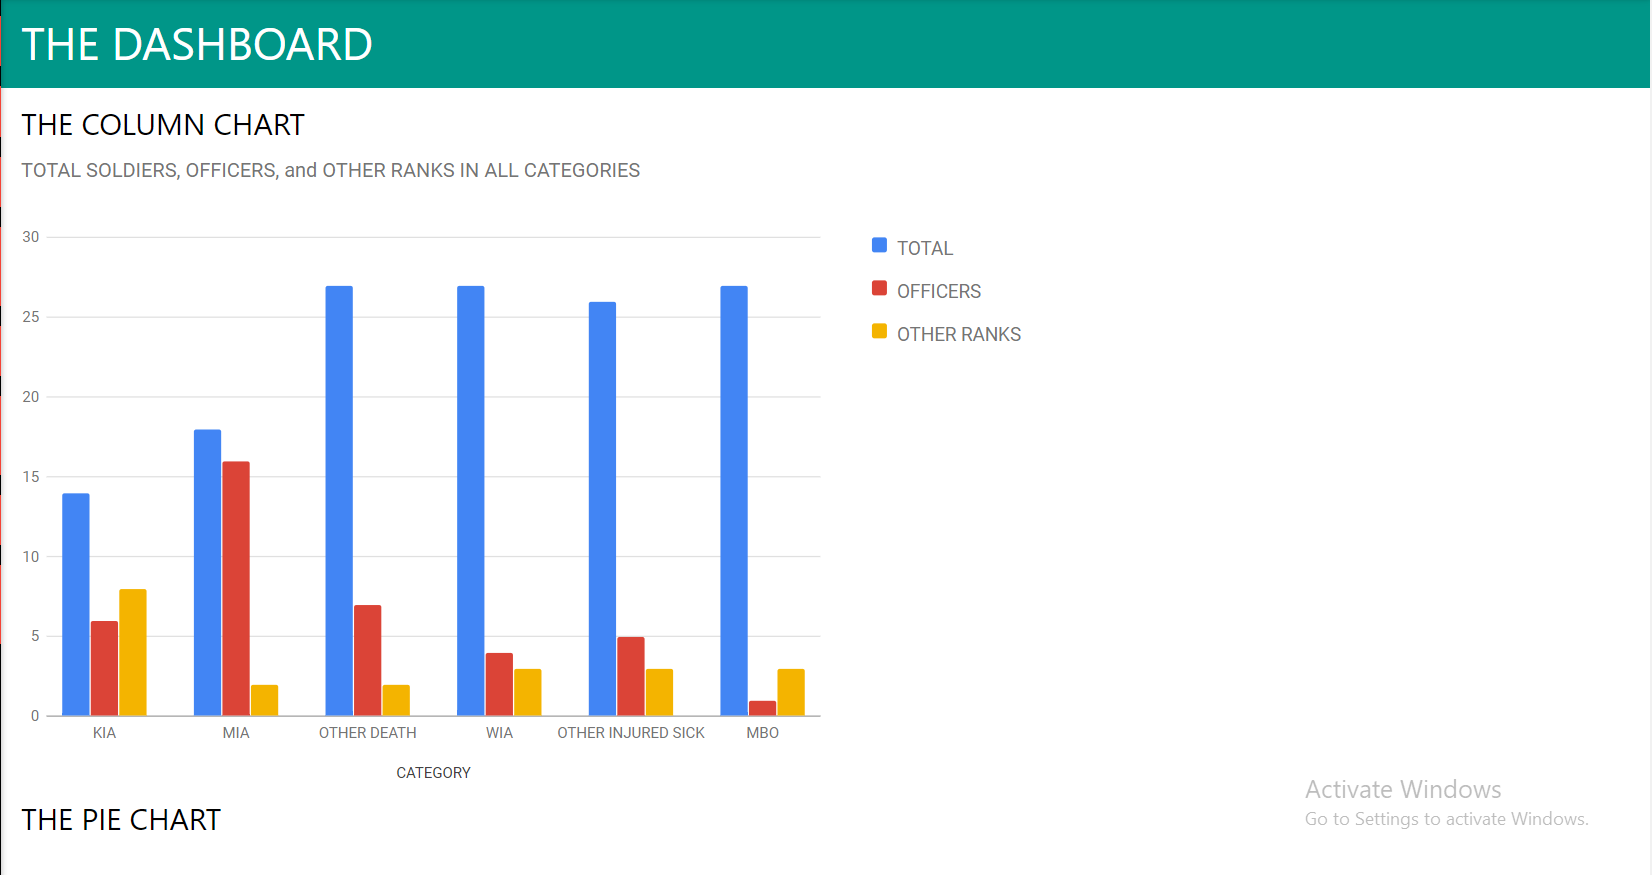 THE DASHBOARD
THE COLUMN CHART
TOTAL SOLDIERS, OFFICERS, and OTHER RANKS IN ALL CATEGORIES
30
25
20
15
10
5
0
KIA MIA OTHER DEATH WIA OTHER INJURED SICK MBO
CATEGORY
TOTAL
OFFICERS
OTHER RANKS
THE PIE CHART
Activate Windows
Go to Settings to activate Windows.